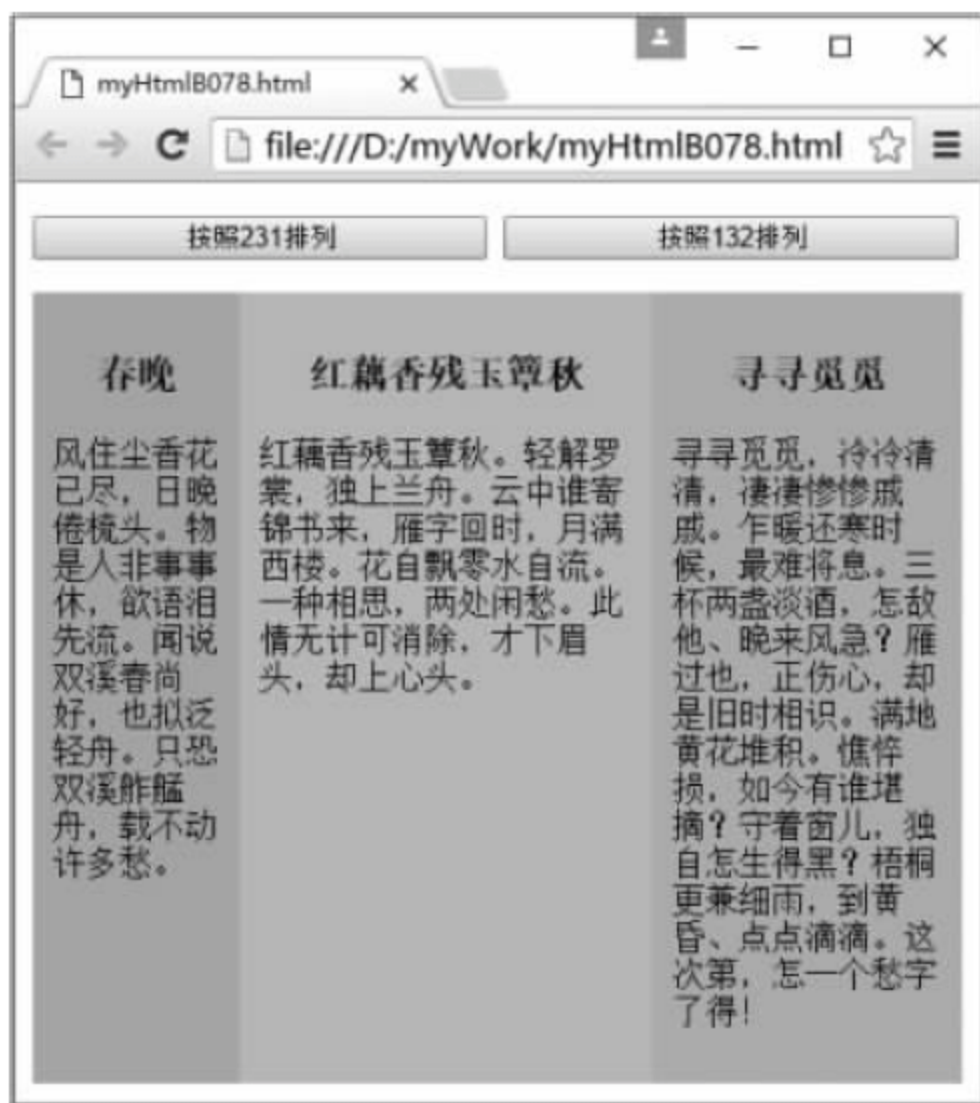 myHtmlB078.html
file:///D:/myWork/myHtmlB078.html
按照231排列
按照132排列
春晚
风住尘香花
已尽，日晚
倦梳头。物
是人非事事
休，欲语泪
先流。闻说
双溪春尚
好，也拟泛
轻舟。只恐
双溪舴艋
舟，载不动
许多愁。
红藕香残玉簟秋
红藕香残玉簟秋。轻解罗
裳，独上兰舟。云中谁寄
锦书来，雁字回时，月满
西楼。花自飘零水自流。
一种相思，两处闲愁。此
情无计可消除，才下眉
头，却上心头。
寻寻觅觅
寻寻觅觅，冷冷清
清，凄凄惨惨戚
戚。乍暖还寒时
候，最难将息。三
杯两盏淡酒，怎敌
他、晚来风急？雁
过也，正伤心，却
是旧时相识。满地
黄花堆积。憔悴
损，如今有谁堪
摘？守着窗儿，独
自怎生得黑？梧桐
更兼细雨，到黄
昏、点点滴滴。这
次第，怎一个愁字
了得！